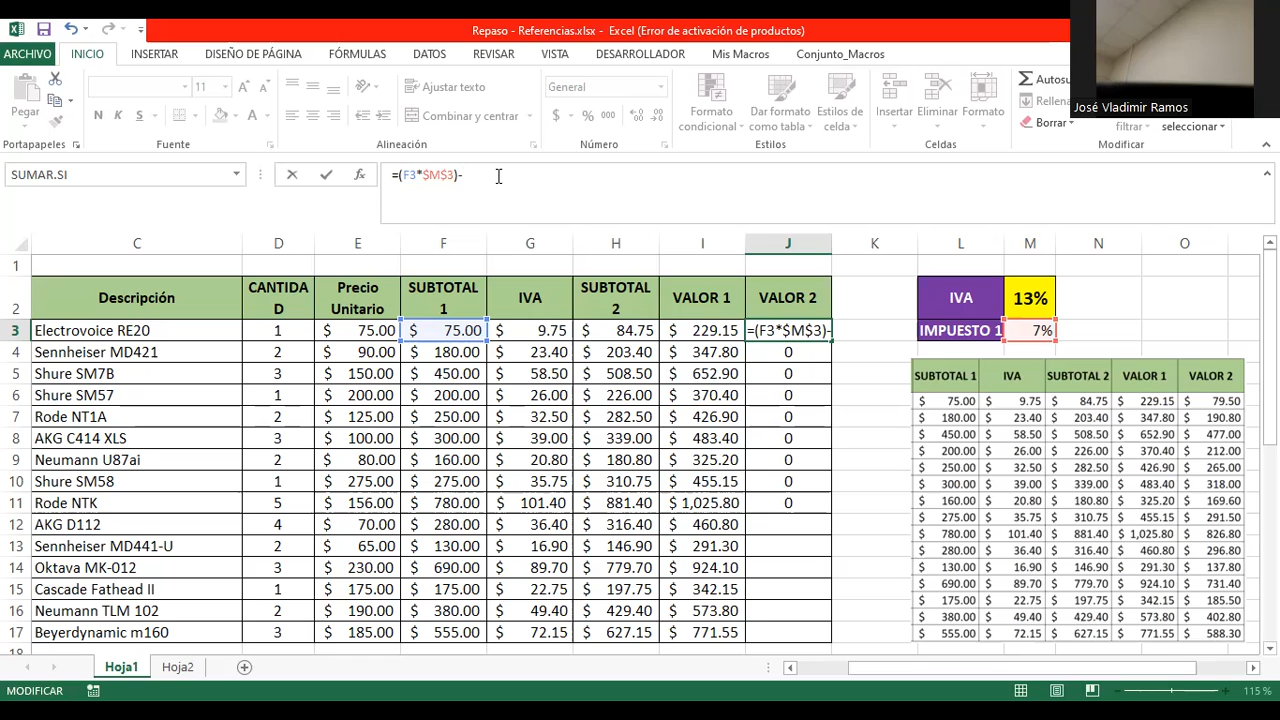 Repaso - Referencias.xlsx - Excel (Error de activación de productos)
ARCHIVO INICIO INSERTAR DISEÑO DE PÁGINA FÓRMULAS DATOS REVISAR VISTA DESARROLLADOR Mis Macros Conjunto_Macros
José Vladimir Ramos
Pegar
11
N K S
Ajustar texto
Combinar y centrar
General
$ % 000
Formato condicional
Dar formato como tabla
Estilos de celda
Insertar Eliminar Formato
Autosu
Rellena
Borrar
filtrar
seleccionar
Portapapeles Fuente Alineación Número Estilos Celdas Modificar
SUMAR.SI
fx
=(F3*$M$3)-
C D E F G H I J K L M N O
1
2 Descripción CANTIDAD Precio Unitario SUBTOTAL 1 IVA SUBTOTAL 2 VALOR 1 VALOR 2 IVA 13%
3 Electrovoice RE20 1 $ 75.00 $ 75.00 $ 9.75 $ 84.75 $ 229.15 =(F3*$M$3)- IMPUESTO 1 7%
4 Sennheiser MD421 2 $ 90.00 $ 180.00 $ 23.40 $ 203.40 $ 347.80 0
5 Shure SM7B 3 $ 150.00 $ 450.00 $ 58.50 $ 508.50 $ 652.90 0
6 Shure SM57 1 $ 200.00 $ 200.00 $ 26.00 $ 226.00 $ 370.40 0
7 Rode NT1A 2 $ 125.00 $ 250.00 $ 32.50 $ 282.50 $ 426.90 0
8 AKG C414 XLS 3 $ 100.00 $ 300.00 $ 39.00 $ 339.00 $ 483.40 0
9 Neumann U87ai 2 $ 80.00 $ 160.00 $ 20.80 $ 180.80 $ 325.20 0
10 Shure SM58 1 $ 275.00 $ 275.00 $ 35.75 $ 310.75 $ 455.15 0
11 Rode NTK 5 $ 156.00 $ 780.00 $ 101.40 $ 881.40 $ 1,025.80 0
12 AKG D112 4 $ 70.00 $ 280.00 $ 36.40 $ 316.40 $ 460.80
13 Sennheiser MD441-U 2 $ 65.00 $ 130.00 $ 16.90 $ 146.90 $ 291.30
14 Oktava MK-012 3 $ 230.00 $ 690.00 $ 89.70 $ 779.70 $ 924.10
15 Cascade Fathead II 1 $ 175.00 $ 175.00 $ 22.75 $ 197.75 $ 342.15
16 Neumann TLM 102 2 $ 190.00 $ 380.00 $ 49.40 $ 429.40 $ 573.80
17 Beyerdynamic m160 3 $ 185.00 $ 555.00 $ 72.15 $ 627.15 $ 771.55
18
SUBTOTAL 1 IVA SUBTOTAL 2 VALOR 1 VALOR 2
$ 75.00 $ 9.75 $ 84.75 $ 229.15 $ 79.50
$ 180.00 $ 23.40 $ 203.40 $ 347.80 $ 190.80
$ 450.00 $ 58.50 $ 508.50 $ 652.90 $ 477.00
$ 200.00 $ 26.00 $ 226.00 $ 370.40 $ 212.00
$ 250.00 $ 32.50 $ 282.50 $ 426.90 $ 265.00
$ 300.00 $ 39.00 $ 339.00 $ 483.40 $ 318.00
$ 160.00 $ 20.80 $ 180.80 $ 325.20 $ 169.60
$ 275.00 $ 35.75 $ 310.75 $ 455.15 $ 291.50
$ 780.00 $ 101.40 $ 881.40 $ 1,025.80 $ 826.80
$ 280.00 $ 36.40 $ 316.40 $ 460.80 $ 296.80
$ 130.00 $ 16.90 $ 146.90 $ 291.30 $ 137.80
$ 690.00 $ 89.70 $ 779.70 $ 924.10 $ 731.40
$ 175.00 $ 22.75 $ 197.75 $ 342.15 $ 185.50
$ 380.00 $ 49.40 $ 429.40 $ 573.80 $ 402.80
$ 555.00 $ 72.15 $ 627.15 $ 771.55 $ 588.30
Hoja1 Hoja2
MODIFICAR
115 %